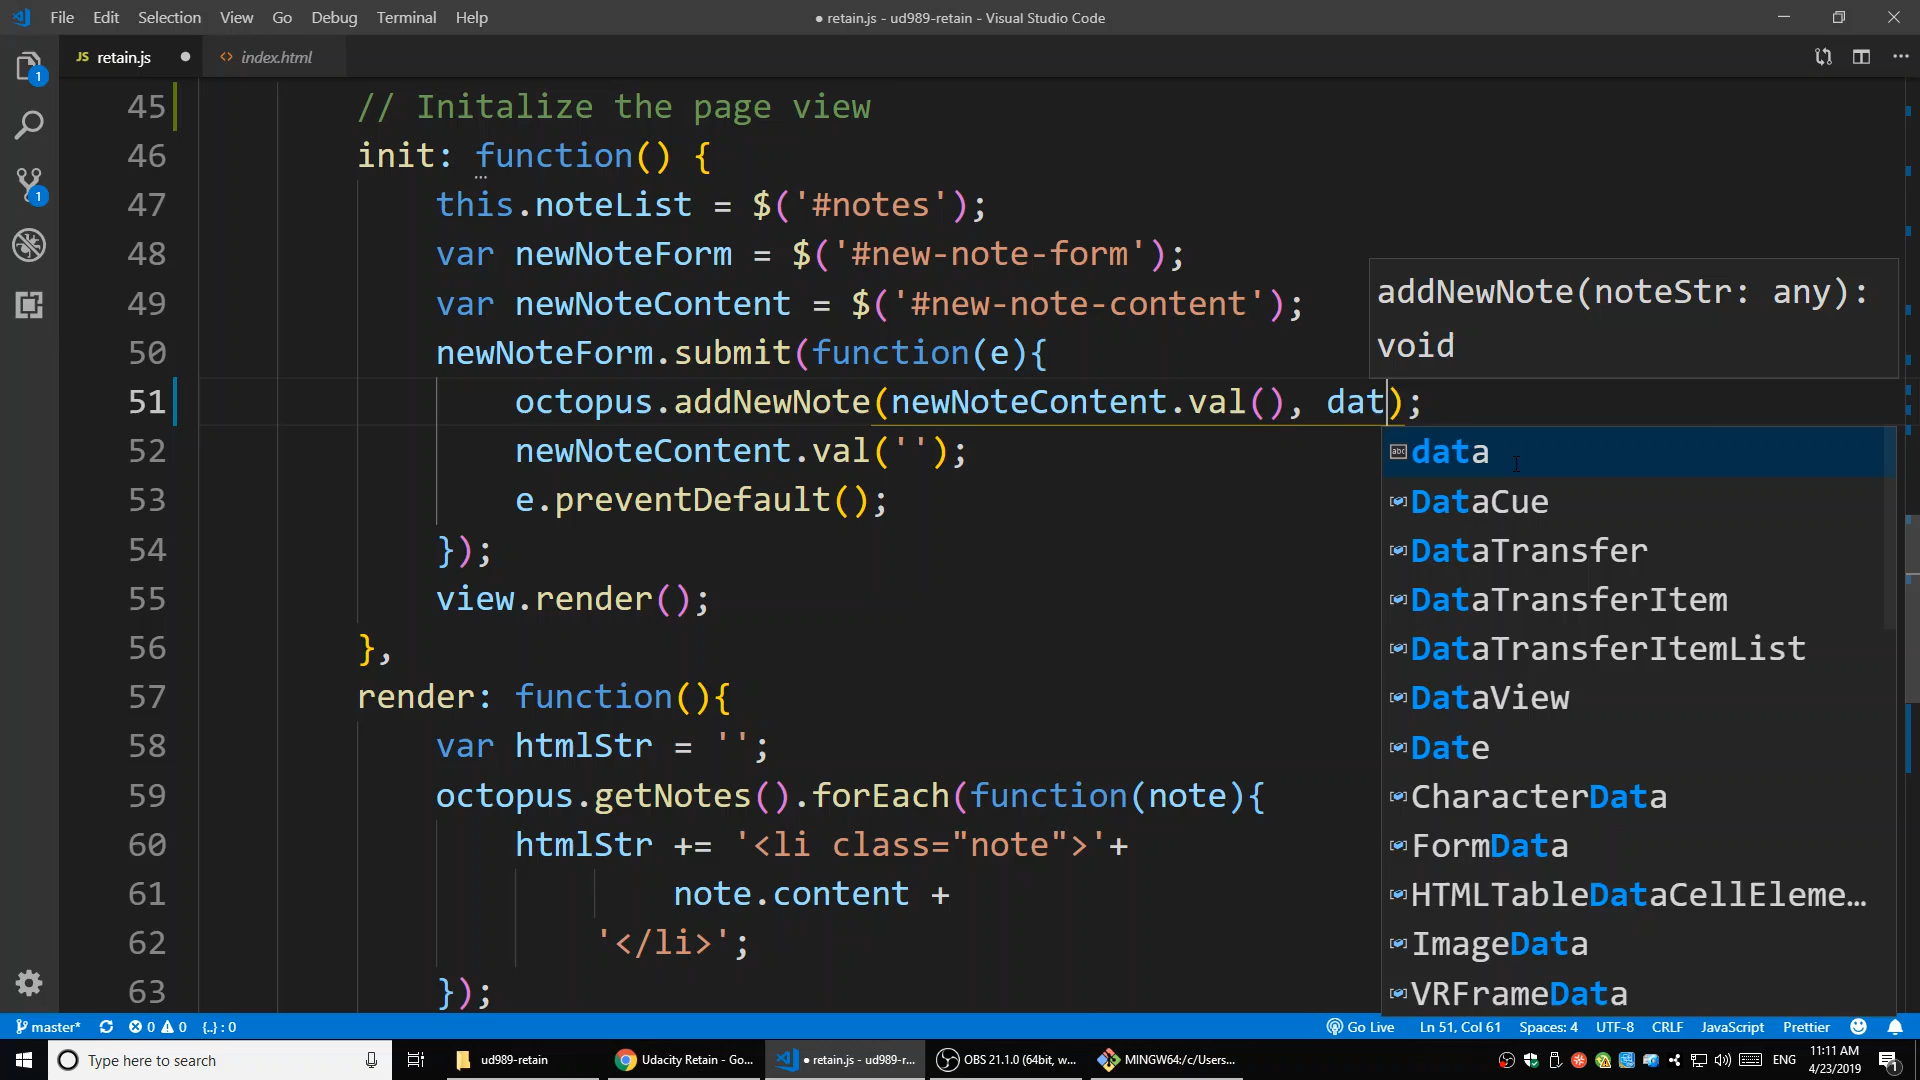 File Edit Selection View Go Debug Terminal Help
● retain.js - ud989-retain - Visual Studio Code
JS retain.js ●
<> index.html
1
1
45 // Initalize the page view
46 init: function() {
47 this.noteList = $('#notes');
48 var newNoteForm = $('#new-note-form');
49 var newNoteContent = $('#new-note-content');
50 newNoteForm.submit(function(e){
51 octopus.addNewNote(newNoteContent.val(), dat);
52 newNoteContent.val('');
53 e.preventDefault();
54 });
55 view.render();
56 },
57 render: function(){
58 var htmlStr = '';
59 octopus.getNotes().forEach(function(note){
60 htmlStr += '<li class="note">'+
61 note.content +
62 '</li>';
63 });
addNewNote(noteStr: any):
void
abc data
DataCue
DataTransfer
DataTransferItem
DataTransferItemList
DataView
Date
CharacterData
FormData
HTMLTableDataCellEleme…
ImageData
VRFrameData
master* 0 0 {..} : 0
Go Live Ln 51, Col 61 Spaces: 4 UTF-8 CRLF JavaScript Prettier
Type here to search
ud989-retain
Udacity Retain - Go...
● retain.js - ud989-r...
OBS 21.1.0 (64bit, w...
MINGW64:/c/Users...
ENG
11:11 AM
4/23/2019
1